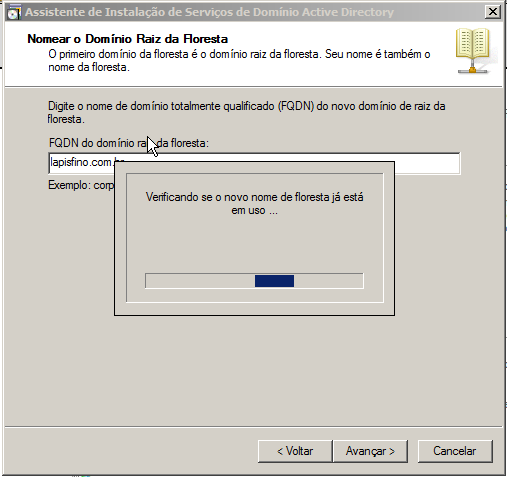 Assistente de Instalação de Serviços de Domínio Active Directory
Nomear o Domínio Raiz da Floresta
O primeiro domínio da floresta é o domínio raiz da floresta. Seu nome é também o
nome da floresta.
Digite o nome de domínio totalmente qualificado (FQDN) do novo domínio de raiz da
floresta.
FQDN do domínio raiz da floresta:
lapisfino.com.
Exemplo: corp
Verificando se o novo nome de floresta já está
em uso ...
< Voltar
Avançar >
Cancelar